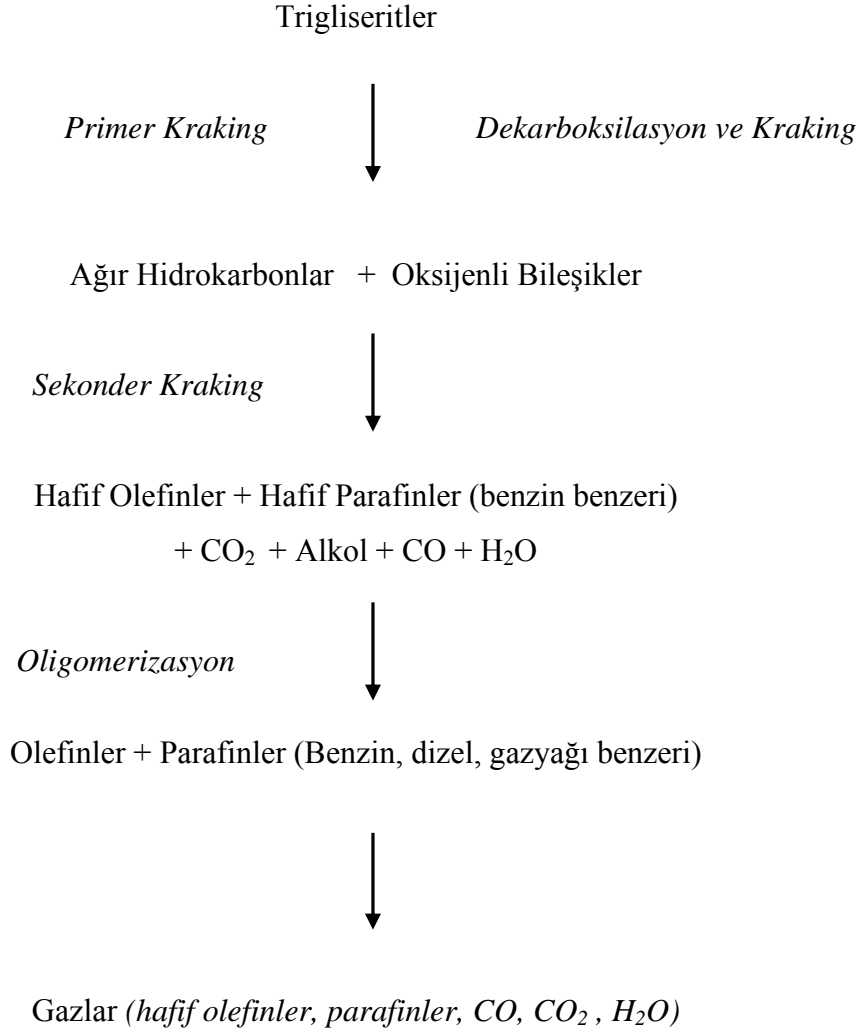 Trigliseritler
Primer Kraking Dekarboksilasyon ve Kraking
Ağır Hidrokarbonlar + Oksijenli Bileşikler
Sekonder Kraking
Hafif Olefinler + Hafif Parafinler (benzin benzeri)
+ CO₂ + Alkol + CO + H₂O
Oligomerizasyon
Olefinler + Parafinler (Benzin, dizel, gazyağı benzeri)
Gazlar (hafif olefinler, parafinler, CO, CO₂ , H₂O)